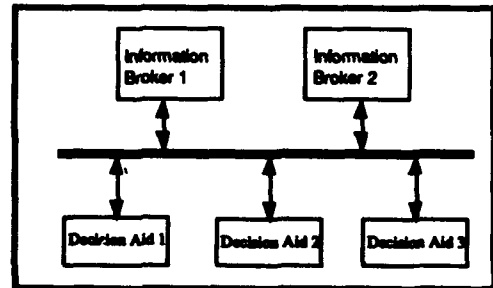 Information
Broker 1
Information
Broker 2
Decision Aid 1
Decision Aid 2
Decision Aid 3